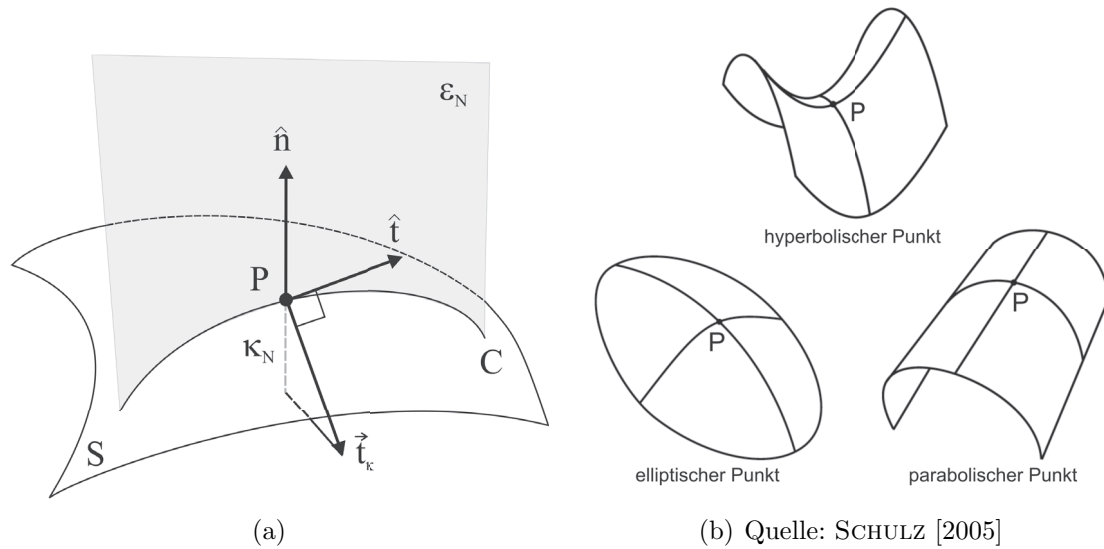 ε_N
n̂
t̂
P
κ_N
C
S
t⃗_κ
(a)
P
hyperbolischer Punkt
P
elliptischer Punkt
P
parabolischer Punkt
(b) Quelle: SCHULZ [2005]